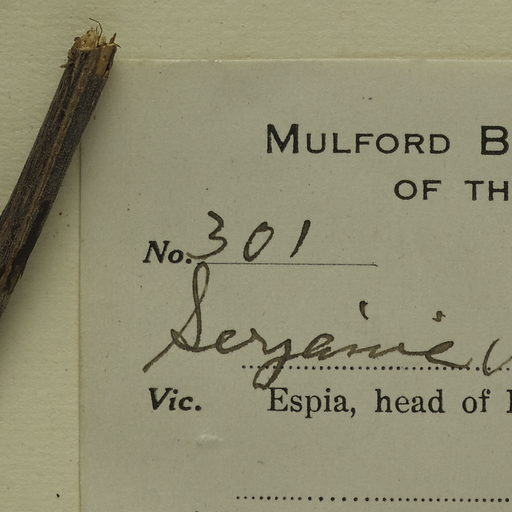 MULFORD B
OF TH
No. 301
Serjania
Vic. Espia, head of